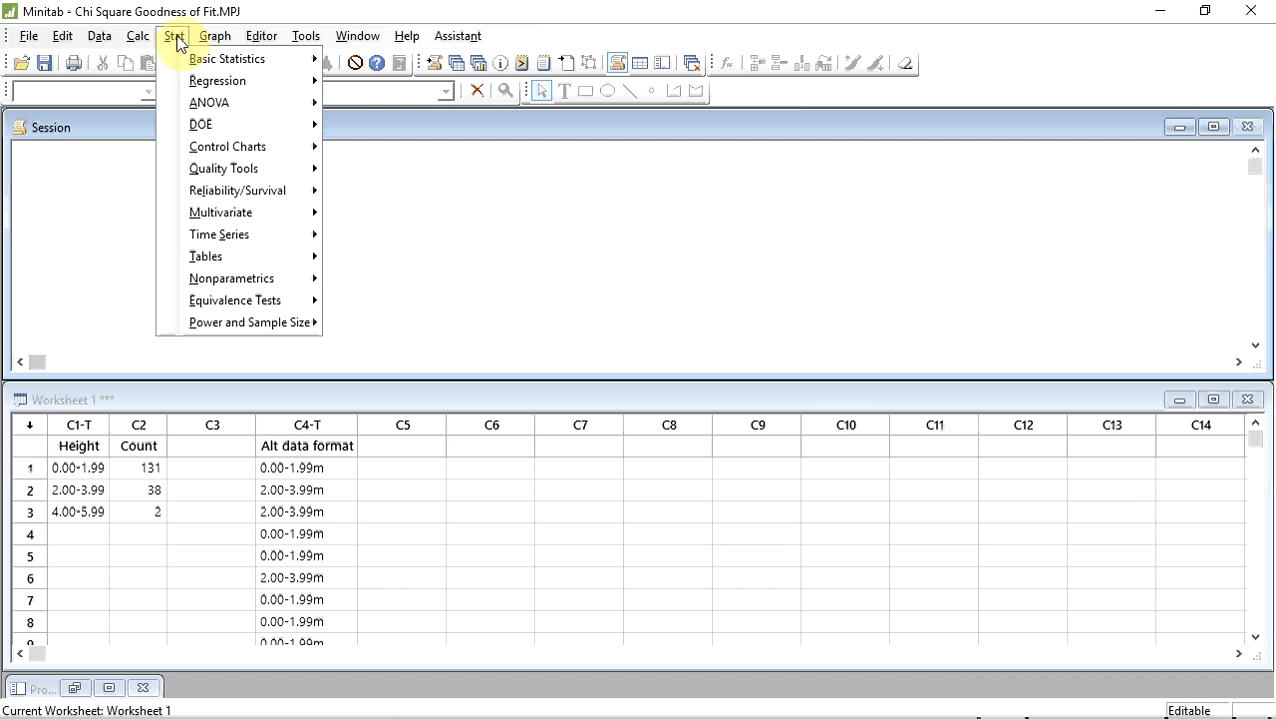 Minitab - Chi Square Goodness of Fit.MPJ
File Edit Data Calc Stat Graph Editor Tools Window Help Assistant
Basic Statistics
Regression
ANOVA
DOE
Control Charts
Quality Tools
Reliability/Survival
Multivariate
Time Series
Tables
Nonparametrics
Equivalence Tests
Power and Sample Size
Session
Worksheet 1 ***
C1-T C2 C3 C4-T C5 C6 C7 C8 C9 C10 C11 C12 C13 C14
Height Count Alt data format
1 0.00-1.99 131 0.00-1.99m
2 2.00-3.99 38 2.00-3.99m
3 4.00-5.99 2 2.00-3.99m
4 0.00-1.99m
5 0.00-1.99m
6 2.00-3.99m
7 0.00-1.99m
8 0.00-1.99m
9 0.00-1.99m
Pro...
Current Worksheet: Worksheet 1 Editable